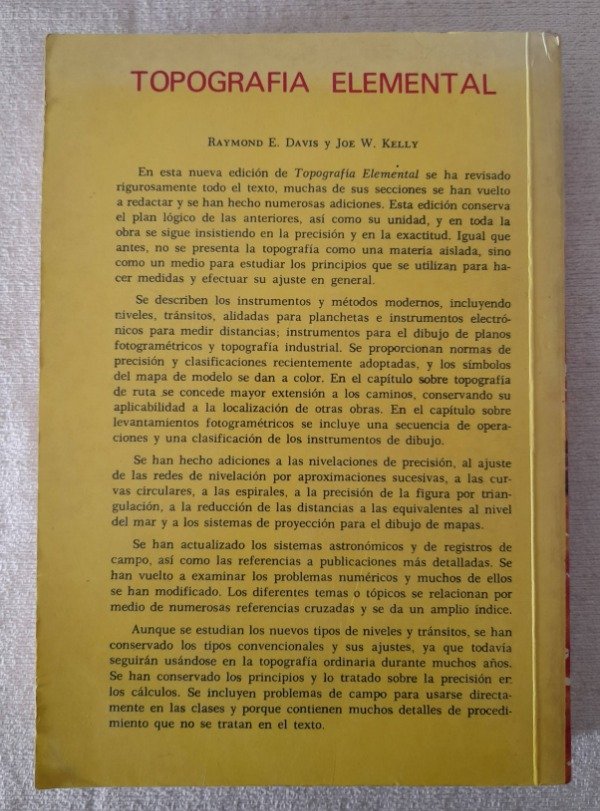 TOPOGRAFIA ELEMENTAL
RAYMOND E. DAVIS y JOE W. KELLY
En esta nueva edición de Topografía Elemental se ha revisado
rigurosamente todo el texto, muchas de sus secciones se han vuelto
a redactar y se han hecho numerosas adiciones. Esta edición conserva
el plan lógico de las anteriores, así como su unidad, y en toda la
obra se sigue insistiendo en la precisión y en la exactitud. Igual que
antes, no se presenta la topografía como una materia aislada, sino
como un medio para estudiar los principios que se utilizan para ha-
cer medidas y efectuar su ajuste en general.
Se describen los instrumentos y métodos modernos, incluyendo
niveles, tránsitos, alidadas para planchetas e instrumentos electró-
nicos para medir distancias; instrumentos para el dibujo de planos
fotogramétricos y topografía industrial. Se proporcionan normas de
precisión y clasificaciones recientemente adoptadas, y los símbolos
del mapa de modelo se dan a color. En el capítulo sobre topografía
de ruta se concede mayor extensión a los caminos, conservando su
aplicabilidad a la localización de otras obras. En el capítulo sobre
levantamientos fotogramétricos se incluye una secuencia de opera-
ciones y una clasificación de los instrumentos de dibujo.
Se han hecho adiciones a las nivelaciones de precisión, al ajuste
de las redes de nivelación por aproximaciones sucesivas, a las cur-
vas circulares, a las espirales, a la precisión de la figura por trian-
gulación, a la reducción de las distancias a las equivalentes al nivel
del mar y a los sistemas de proyección para el dibujo de mapas.
Se han actualizado los sistemas astronómicos y de registros de
campo, así como las referencias a publicaciones más detalladas. Se
han vuelto a examinar los problemas numéricos y muchos de ellos
se han modificado. Los diferentes temas o tópicos se relacionan por
medio de numerosas referencias cruzadas y se da un amplio índice.
Aunque se estudian los nuevos tipos de niveles y tránsitos, se han
conservado los tipos convencionales y sus ajustes, ya que todavía
seguirán usándose en la topografía ordinaria durante muchos años.
Se han conservado los principios y lo tratado sobre la precisión en
los cálculos. Se incluyen problemas de campo para usarse directa-
mente en las clases y porque contienen muchos detalles de procedi-
miento que no se tratan en el texto.